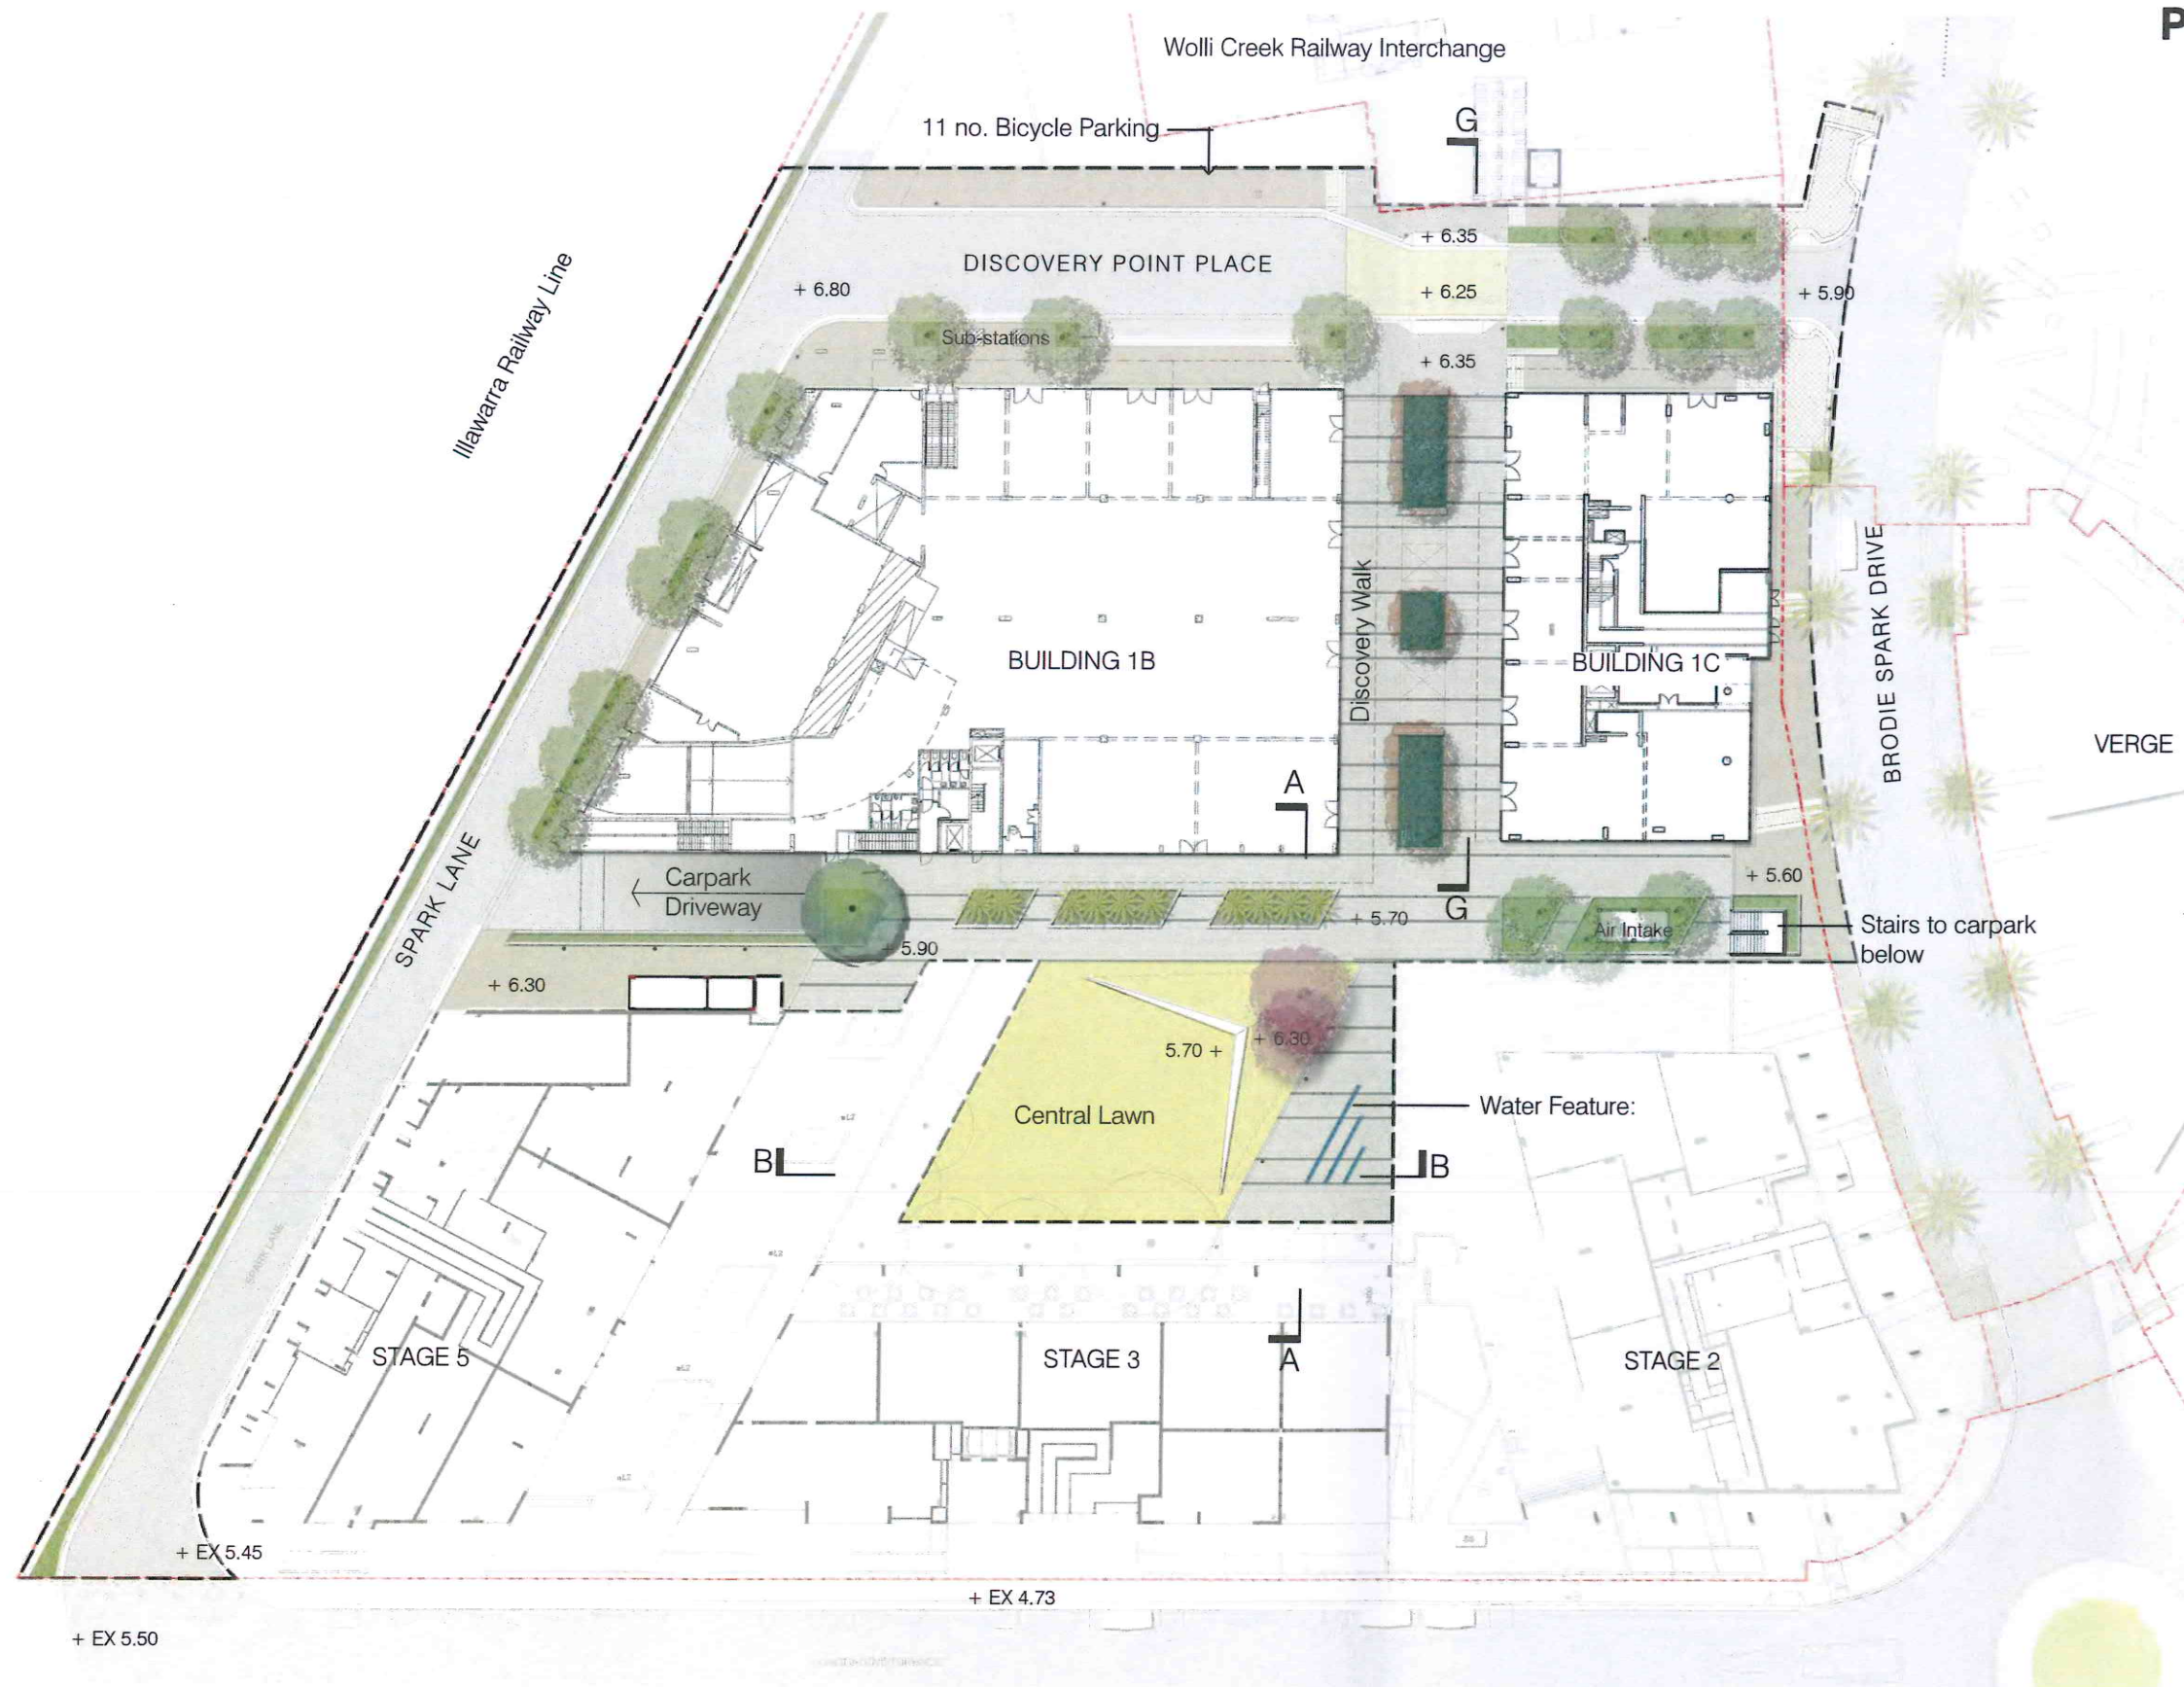 P
Wolli Creek Railway Interchange
11 no. Bicycle Parking
G
+ 6.35
DISCOVERY POINT PLACE
+ 6.80
+ 6.25
+ 5.90
Sub-stations
+ 6.35
Illawarra Railway Line
Discovery Walk
BRODIE SPARK DRIVE
BUILDING 1B
BUILDING 1C
VERGE
A
SPARK LANE
Carpark
Driveway
+ 5.60
G
+ 5.70
Air Intake
Stairs to carpark
below
5.90
+ 6.30
5.70 +
+ 6.30
Central Lawn
Water Feature:
B
B
SPARK LANE
STAGE 5
STAGE 3
A
STAGE 2
+ EX 5.45
+ EX 4.73
+ EX 5.50